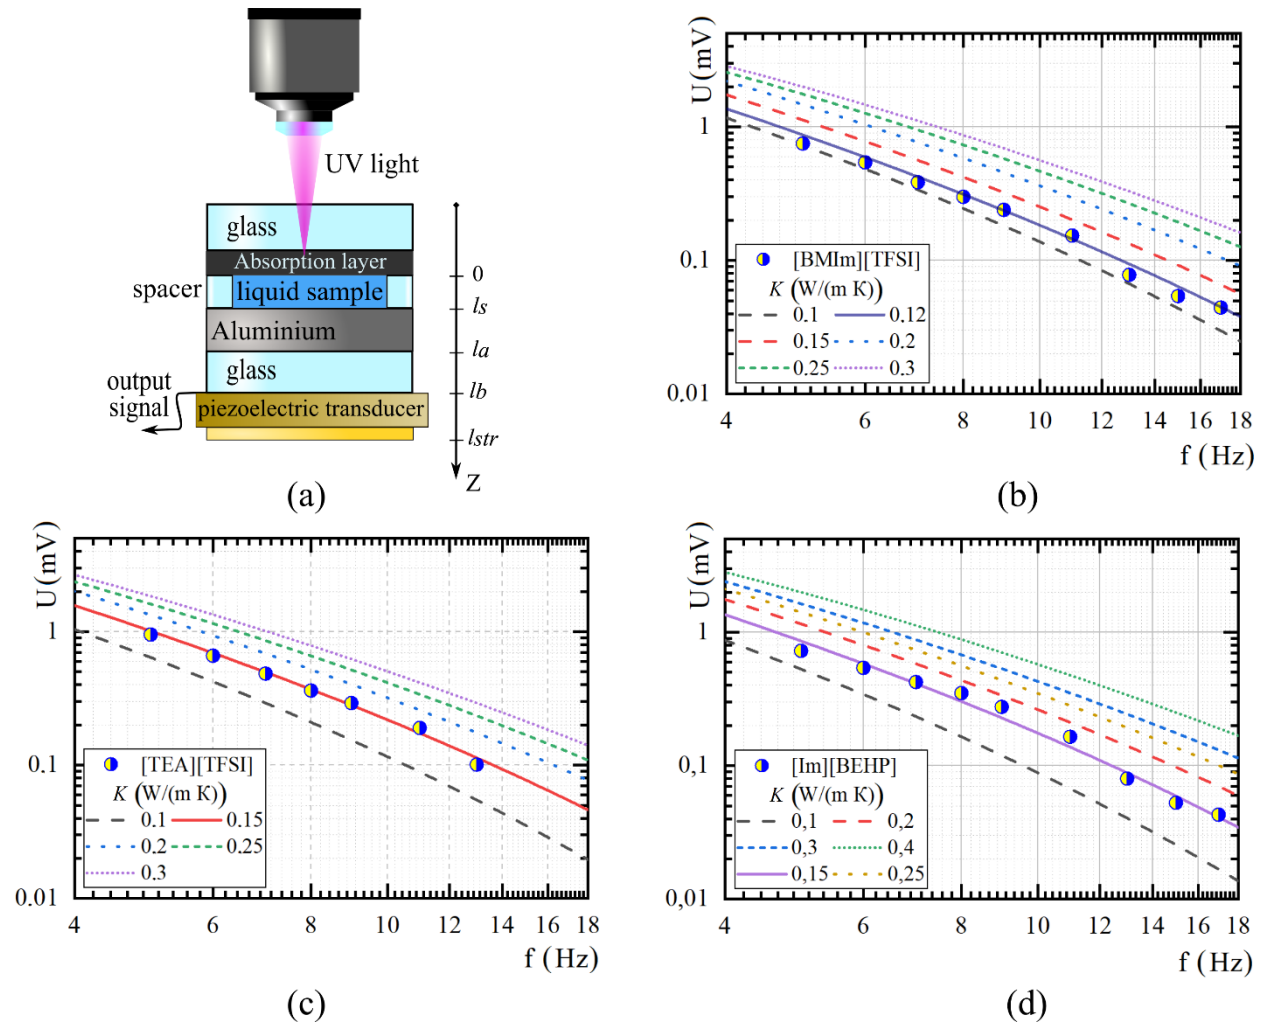 UV light
glass
Absorption layer
0
spacer
liquid sample
ls
Aluminium
la
glass
output
signal
lb
piezoelectric transducer
lstr
Z
(a)
U (mV)
1
0.1
0.01
[BMIm][TFSI]
K (W/(m K)
0.1
0.12
0.15
0.2
0.25
0.3
4
6
8
10
12
14
16
18
f (Hz)
(b)
U (mV)
1
0.1
0.01
[TEA][TFSI]
K (W/(m K)
0.1
0.15
0.2
0.25
0.3
4
6
8
10
12
14
16
18
f (Hz)
(c)
U (mV)
1
0,1
0,01
[Im][BEHP]
K (W/(m K)
0,1
0,2
0,3
0,4
0,15
0,25
4
6
8
10
12
14
16
18
f (Hz)
(d)